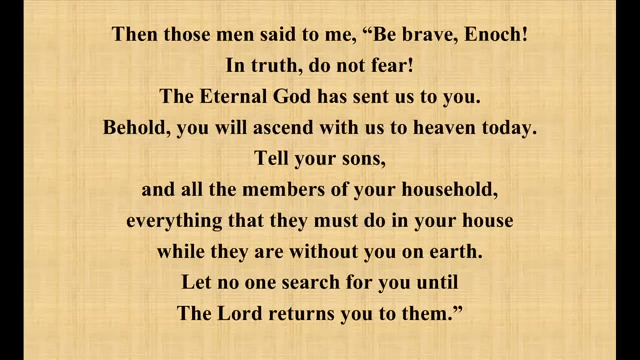 Then those men said to me, “Be brave, Enoch!
In truth, do not fear!
The Eternal God has sent us to you.
Behold, you will ascend with us to heaven today.
Tell your sons,
and all the members of your household,
everything that they must do in your house
while they are without you on earth.
Let no one search for you until
The Lord returns you to them.”